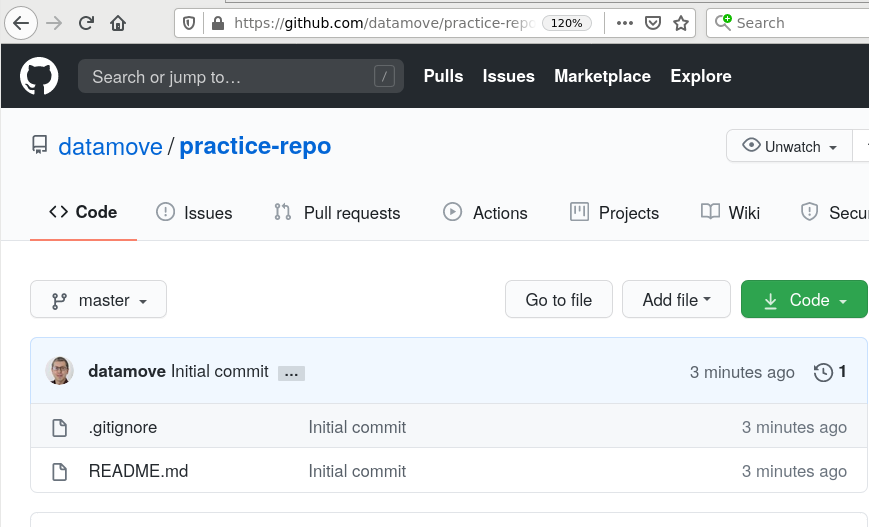 https://github.com/datamove/practice-repo 120% ••• Search
Search or jump to… / Pulls Issues Marketplace Explore
datamove / practice-repo Unwatch
Code Issues Pull requests Actions Projects Wiki Secu
master Go to file Add file Code
datamove Initial commit … 3 minutes ago 1
.gitignore Initial commit 3 minutes ago
README.md Initial commit 3 minutes ago